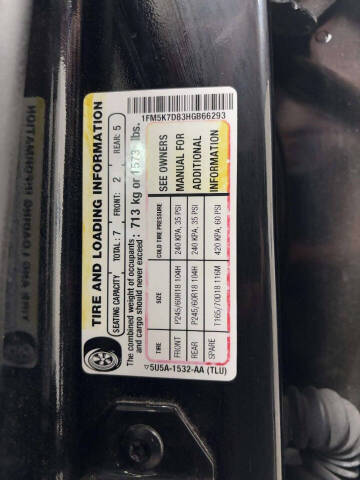 1FM5K7D83HGB66293
TIRE AND LOADING INFORMATION
SEATING CAPACITY TOTAL: 7 FRONT: 2 REAR: 5
The combined weight of occupants
and cargo should never exceed: 713 kg or 1573 lbs.
TIRE SIZE COLD TIRE PRESSURE
FRONT P245/60R18 104H 240 KPA, 35 PSI
REAR P245/60R18 104H 240 KPA, 35 PSI
SPARE T165/70D18 116M 420 KPA, 60 PSI
SEE OWNERS
MANUAL FOR
ADDITIONAL
INFORMATION
▽5U5A-1532-AA (TLU)